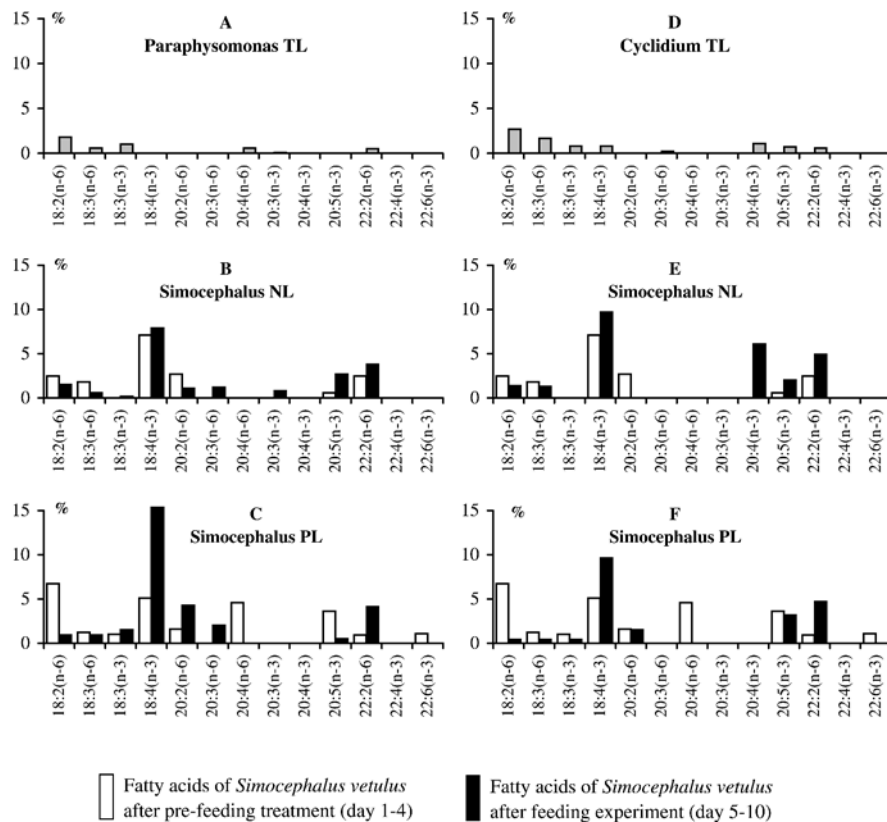 15
%
A
Paraphysomonas TL
10
5
0
18:2(n-6)
18:3(n-6)
18:3(n-3)
18:4(n-3)
20:2(n-6)
20:3(n-6)
20:4(n-6)
20:3(n-3)
20:5(n-3)
22:2(n-6)
22:4(n-3)
22:6(n-3)
15
%
D
Cyclidium TL
10
5
0
18:2(n-6)
18:3(n-6)
18:3(n-3)
18:4(n-3)
20:2(n-6)
20:3(n-6)
20:4(n-6)
20:3(n-3)
20:4(n-3)
20:5(n-3)
22:2(n-6)
22:4(n-3)
22:6(n-3)
15
%
B
Simocephalus NL
10
5
0
18:2(n-6)
18:3(n-6)
18:3(n-3)
18:4(n-3)
20:2(n-6)
20:3(n-6)
20:4(n-6)
20:3(n-3)
20:4(n-3)
20:5(n-3)
22:2(n-6)
22:4(n-3)
22:6(n-3)
15
%
E
Simocephalus NL
10
5
0
18:2(n-6)
18:3(n-6)
18:3(n-3)
18:4(n-3)
20:2(n-6)
20:3(n-6)
20:4(n-6)
20:3(n-3)
20:4(n-3)
20:5(n-3)
22:2(n-6)
22:4(n-3)
22:6(n-3)
15
%
C
Simocephalus PL
10
5
0
18:2(n-6)
18:3(n-6)
18:3(n-3)
18:4(n-3)
20:2(n-6)
20:3(n-6)
20:4(n-6)
20:3(n-3)
20:4(n-3)
20:5(n-3)
22:2(n-6)
22:4(n-3)
22:6(n-3)
15
%
F
Simocephalus PL
10
5
0
18:2(n-6)
18:3(n-6)
18:3(n-3)
18:4(n-3)
20:2(n-6)
20:3(n-6)
20:4(n-6)
20:3(n-3)
20:4(n-3)
20:5(n-3)
22:2(n-6)
22:4(n-3)
22:6(n-3)
Fatty acids of Simocephalus vetulus
after pre-feeding treatment (day 1-4)
Fatty acids of Simocephalus vetulus
after feeding experiment (day 5-10)